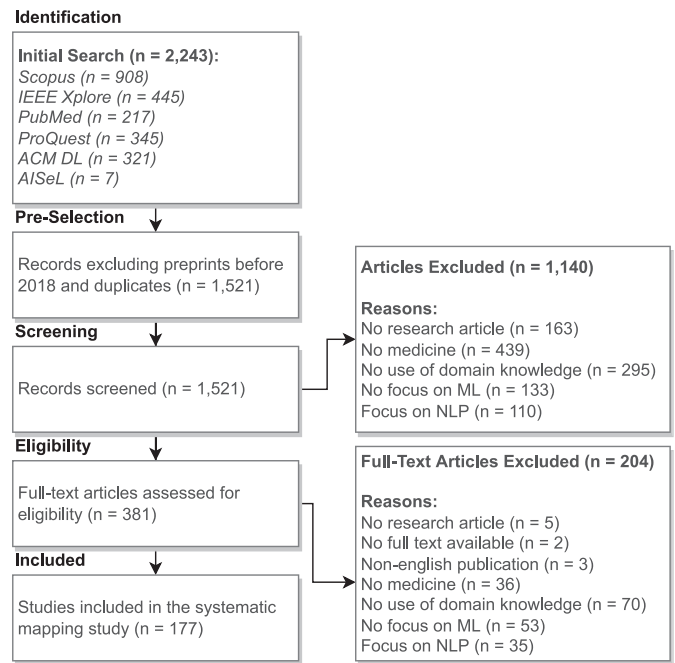 Identification
Initial Search (n = 2,243):
Scopus (n = 908)
IEEE Xplore (n = 445)
PubMed (n = 217)
ProQuest (n = 345)
ACM DL (n = 321)
AISeL (n = 7)
Pre-Selection
Records excluding preprints before
2018 and duplicates (n = 1,521)
Screening
Records screened (n = 1,521)
Articles Excluded (n = 1,140)
Reasons:
No research article (n = 163)
No medicine (n = 439)
No use of domain knowledge (n = 295)
No focus on ML (n = 133)
Focus on NLP (n = 110)
Eligibility
Full-text articles assessed for
eligibility (n = 381)
Full-Text Articles Excluded (n = 204)
Reasons:
No research article (n = 5)
No full text available (n = 2)
Non-english publication (n = 3)
No medicine (n = 36)
No use of domain knowledge (n = 70)
No focus on ML (n = 53)
Focus on NLP (n = 35)
Included
Studies included in the systematic
mapping study (n = 177)